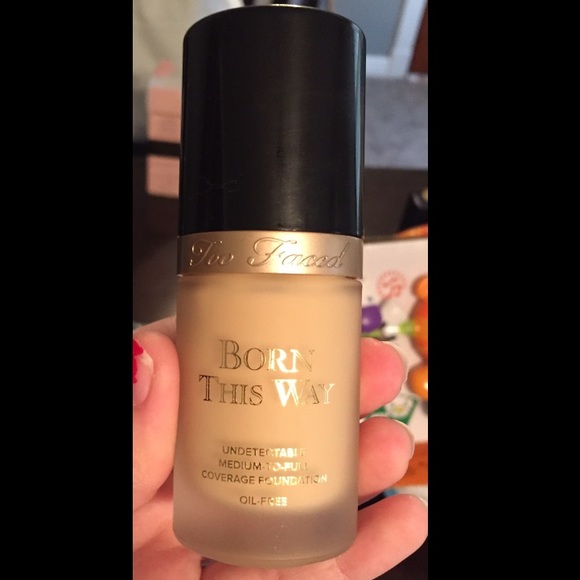 Too Faced
BORN
THIS WAY
UNDETECTABLE
MEDIUM-TO-FULL
COVERAGE FOUNDATION
OIL-FREE